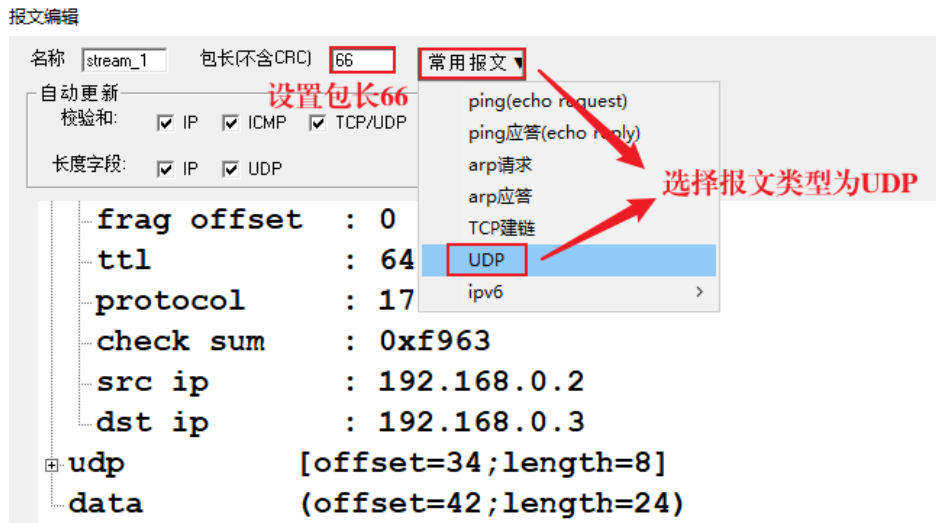 报文编辑
名称 stream_1 包长(不含CRC) 66 常用报文▼
自动更新
设置包长66
校验和: IP ICMP TCP/UDP
长度字段: IP UDP
ping(echo request)
ping应答(echo reply)
arp请求
arp应答
TCP建链
UDP
ipv6 >
选择报文类型为UDP
frag offset : 0
ttl : 64
protocol : 17
check sum : 0xf963
src ip : 192.168.0.2
dst ip : 192.168.0.3
udp [offset=34;length=8]
data (offset=42;length=24)